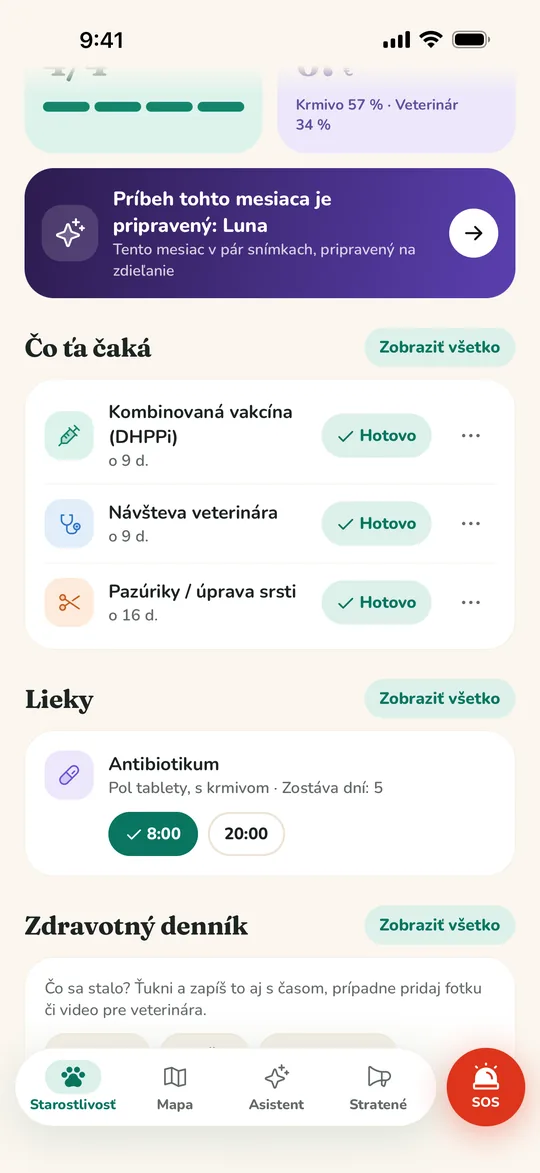 9:41
4/4
Krmivo 57 % · Veterinár
34 %
Príbeh tohto mesiaca je
pripravený: Luna
Tento mesiac v pár snímkach, pripravený na
zdieľanie
Čo ťa čaká
Zobraziť všetko
Kombinovaná vakcína
(DHPPi)
o 9 d.
Hotovo
Návšteva veterinára
o 9 d.
Hotovo
Pazúriky / úprava srsti
o 16 d.
Hotovo
Lieky
Zobraziť všetko
Antibiotikum
Pol tablety, s krmivom · Zostáva dní: 5
8:00
20:00
Zdravotný denník
Zobraziť všetko
Čo sa stalo? Ťukni a zapíš to aj s časom, prípadne pridaj fotku
či video pre veterinára.
Starostlivosť
Mapa
Asistent
Stratené
SOS